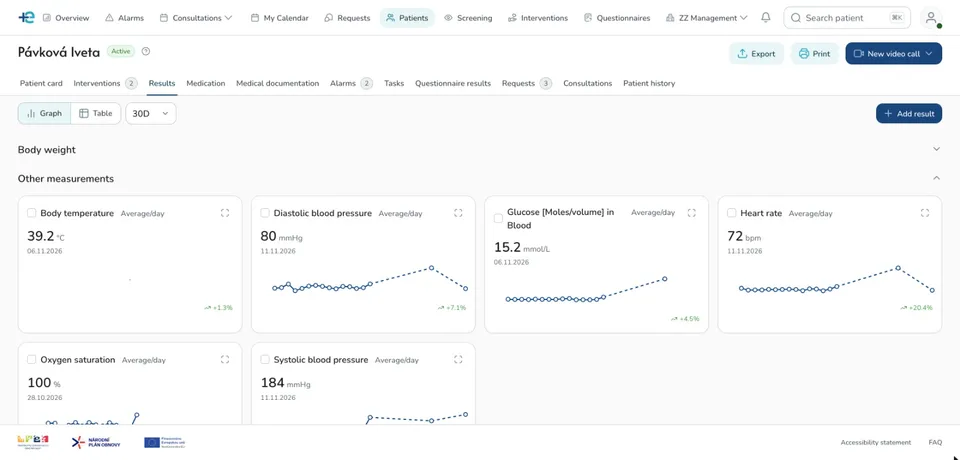 Overview Alarms Consultations My Calendar Requests Patients Screening Interventions Questionnaires ZZ Management Search patient ⌘K
Pávková Iveta Active Export Print New video call
Patient card Interventions 2 Results Medication Medical documentation Alarms 2 Tasks Questionnaire results Requests 3 Consultations Patient history
Graph Table 30D Add result
Body weight
Other measurements
Body temperature Average/day
39.2 °C
06.11.2026
+1.3%
Diastolic blood pressure Average/day
80 mmHg
11.11.2026
+7.1%
Glucose [Moles/volume] in Average/day
Blood
15.2 mmol/L
06.11.2026
+4.5%
Heart rate Average/day
72 bpm
11.11.2026
+20.4%
Oxygen saturation Average/day
100 %
28.10.2026
Systolic blood pressure Average/day
184 mmHg
11.11.2026
NÁRODNÍ
PLÁN OBNOVY
Accessibility statement FAQ